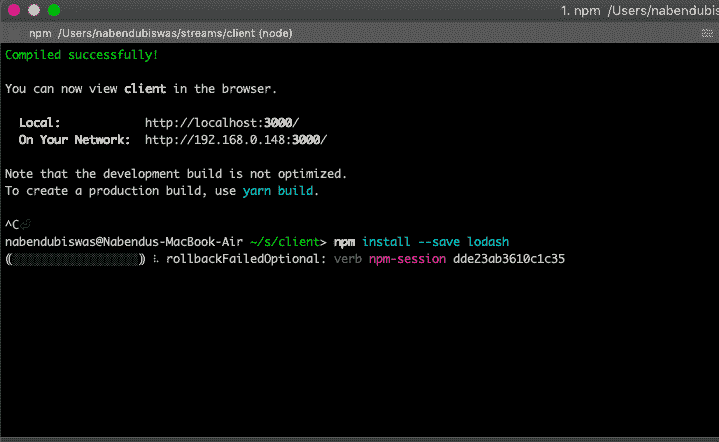 1. npm /Users/nabendubiswas
npm /Users/nabendubiswas/streams/client (node)
Compiled successfully!
You can now view client in the browser.
Local: http://localhost:3000/
On Your Network: http://192.168.0.148:3000/
Note that the development build is not optimized.
To create a production build, use yarn build.
^C⏎
nabendubiswas@Nabendus-MacBook-Air ~/s/client> npm install --save lodash
((░░░░░░░░░░░░░░░░░░)) ⠦ rollbackFailedOptional: verb npm-session dde23ab3610c1c35